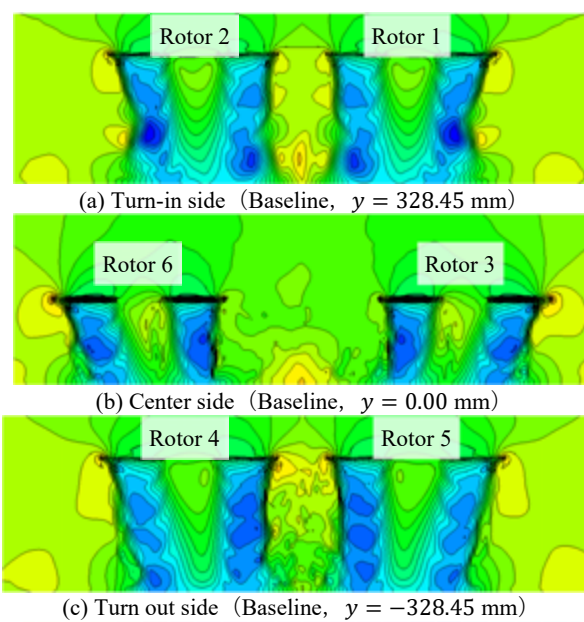 Rotor 2 Rotor 1
(a) Turn-in side（Baseline, 𝑦 = 328.45 mm）
Rotor 6 Rotor 3
(b) Center side（Baseline, 𝑦 = 0.00 mm）
Rotor 4 Rotor 5
(c) Turn out side（Baseline, 𝑦 = −328.45 mm）